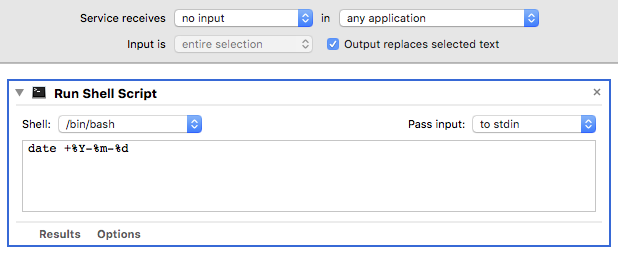 Service receives no input in any application
Input is entire selection Output replaces selected text
Run Shell Script
Shell: /bin/bash Pass input: to stdin
date +%Y-%m-%d
Results Options